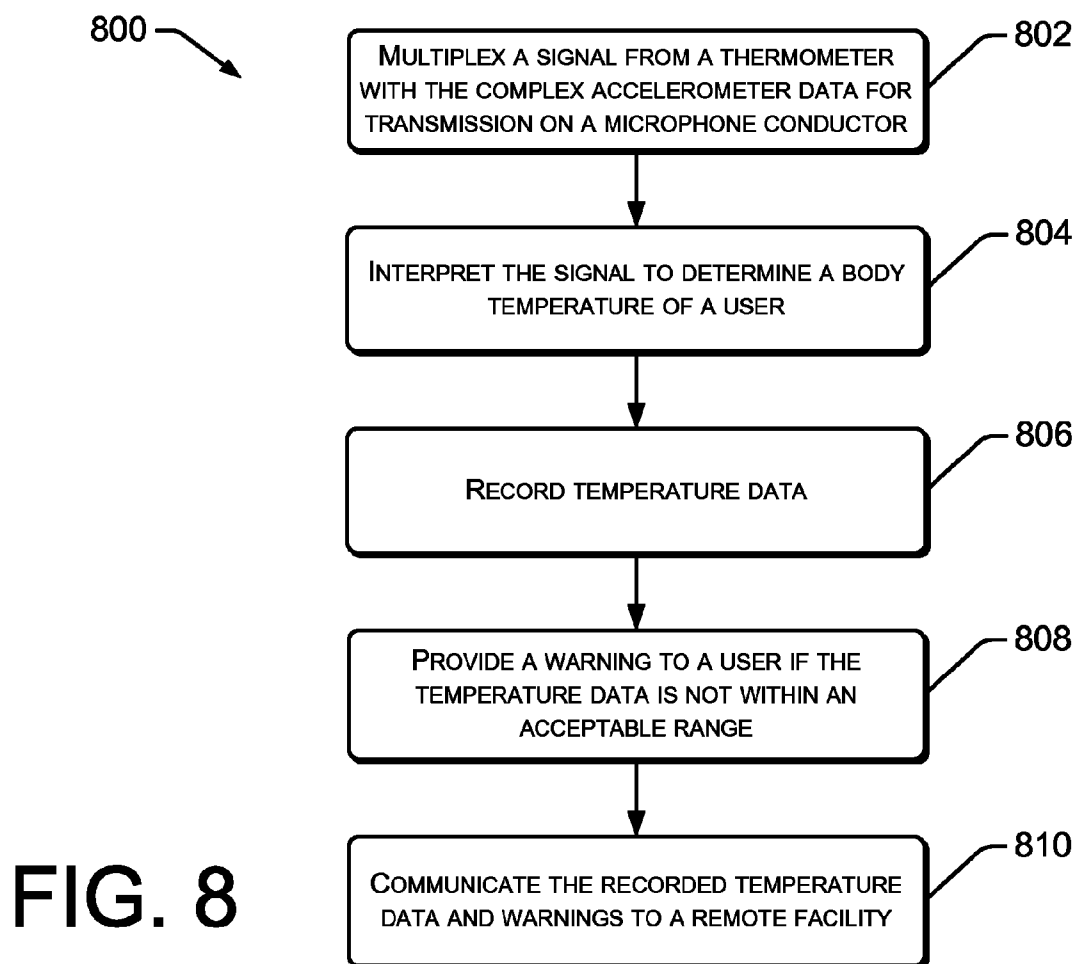 800
802
MULTIPLEX A SIGNAL FROM A THERMOMETER
WITH THE COMPLEX ACCELEROMETER DATA FOR
TRANSMISSION ON A MICROPHONE CONDUCTOR
804
INTERPRET THE SIGNAL TO DETERMINE A BODY
TEMPERATURE OF A USER
806
RECORD TEMPERATURE DATA
808
PROVIDE A WARNING TO A USER IF THE
TEMPERATURE DATA IS NOT WITHIN AN
ACCEPTABLE RANGE
810
COMMUNICATE THE RECORDED TEMPERATURE
DATA AND WARNINGS TO A REMOTE FACILITY
FIG. 8